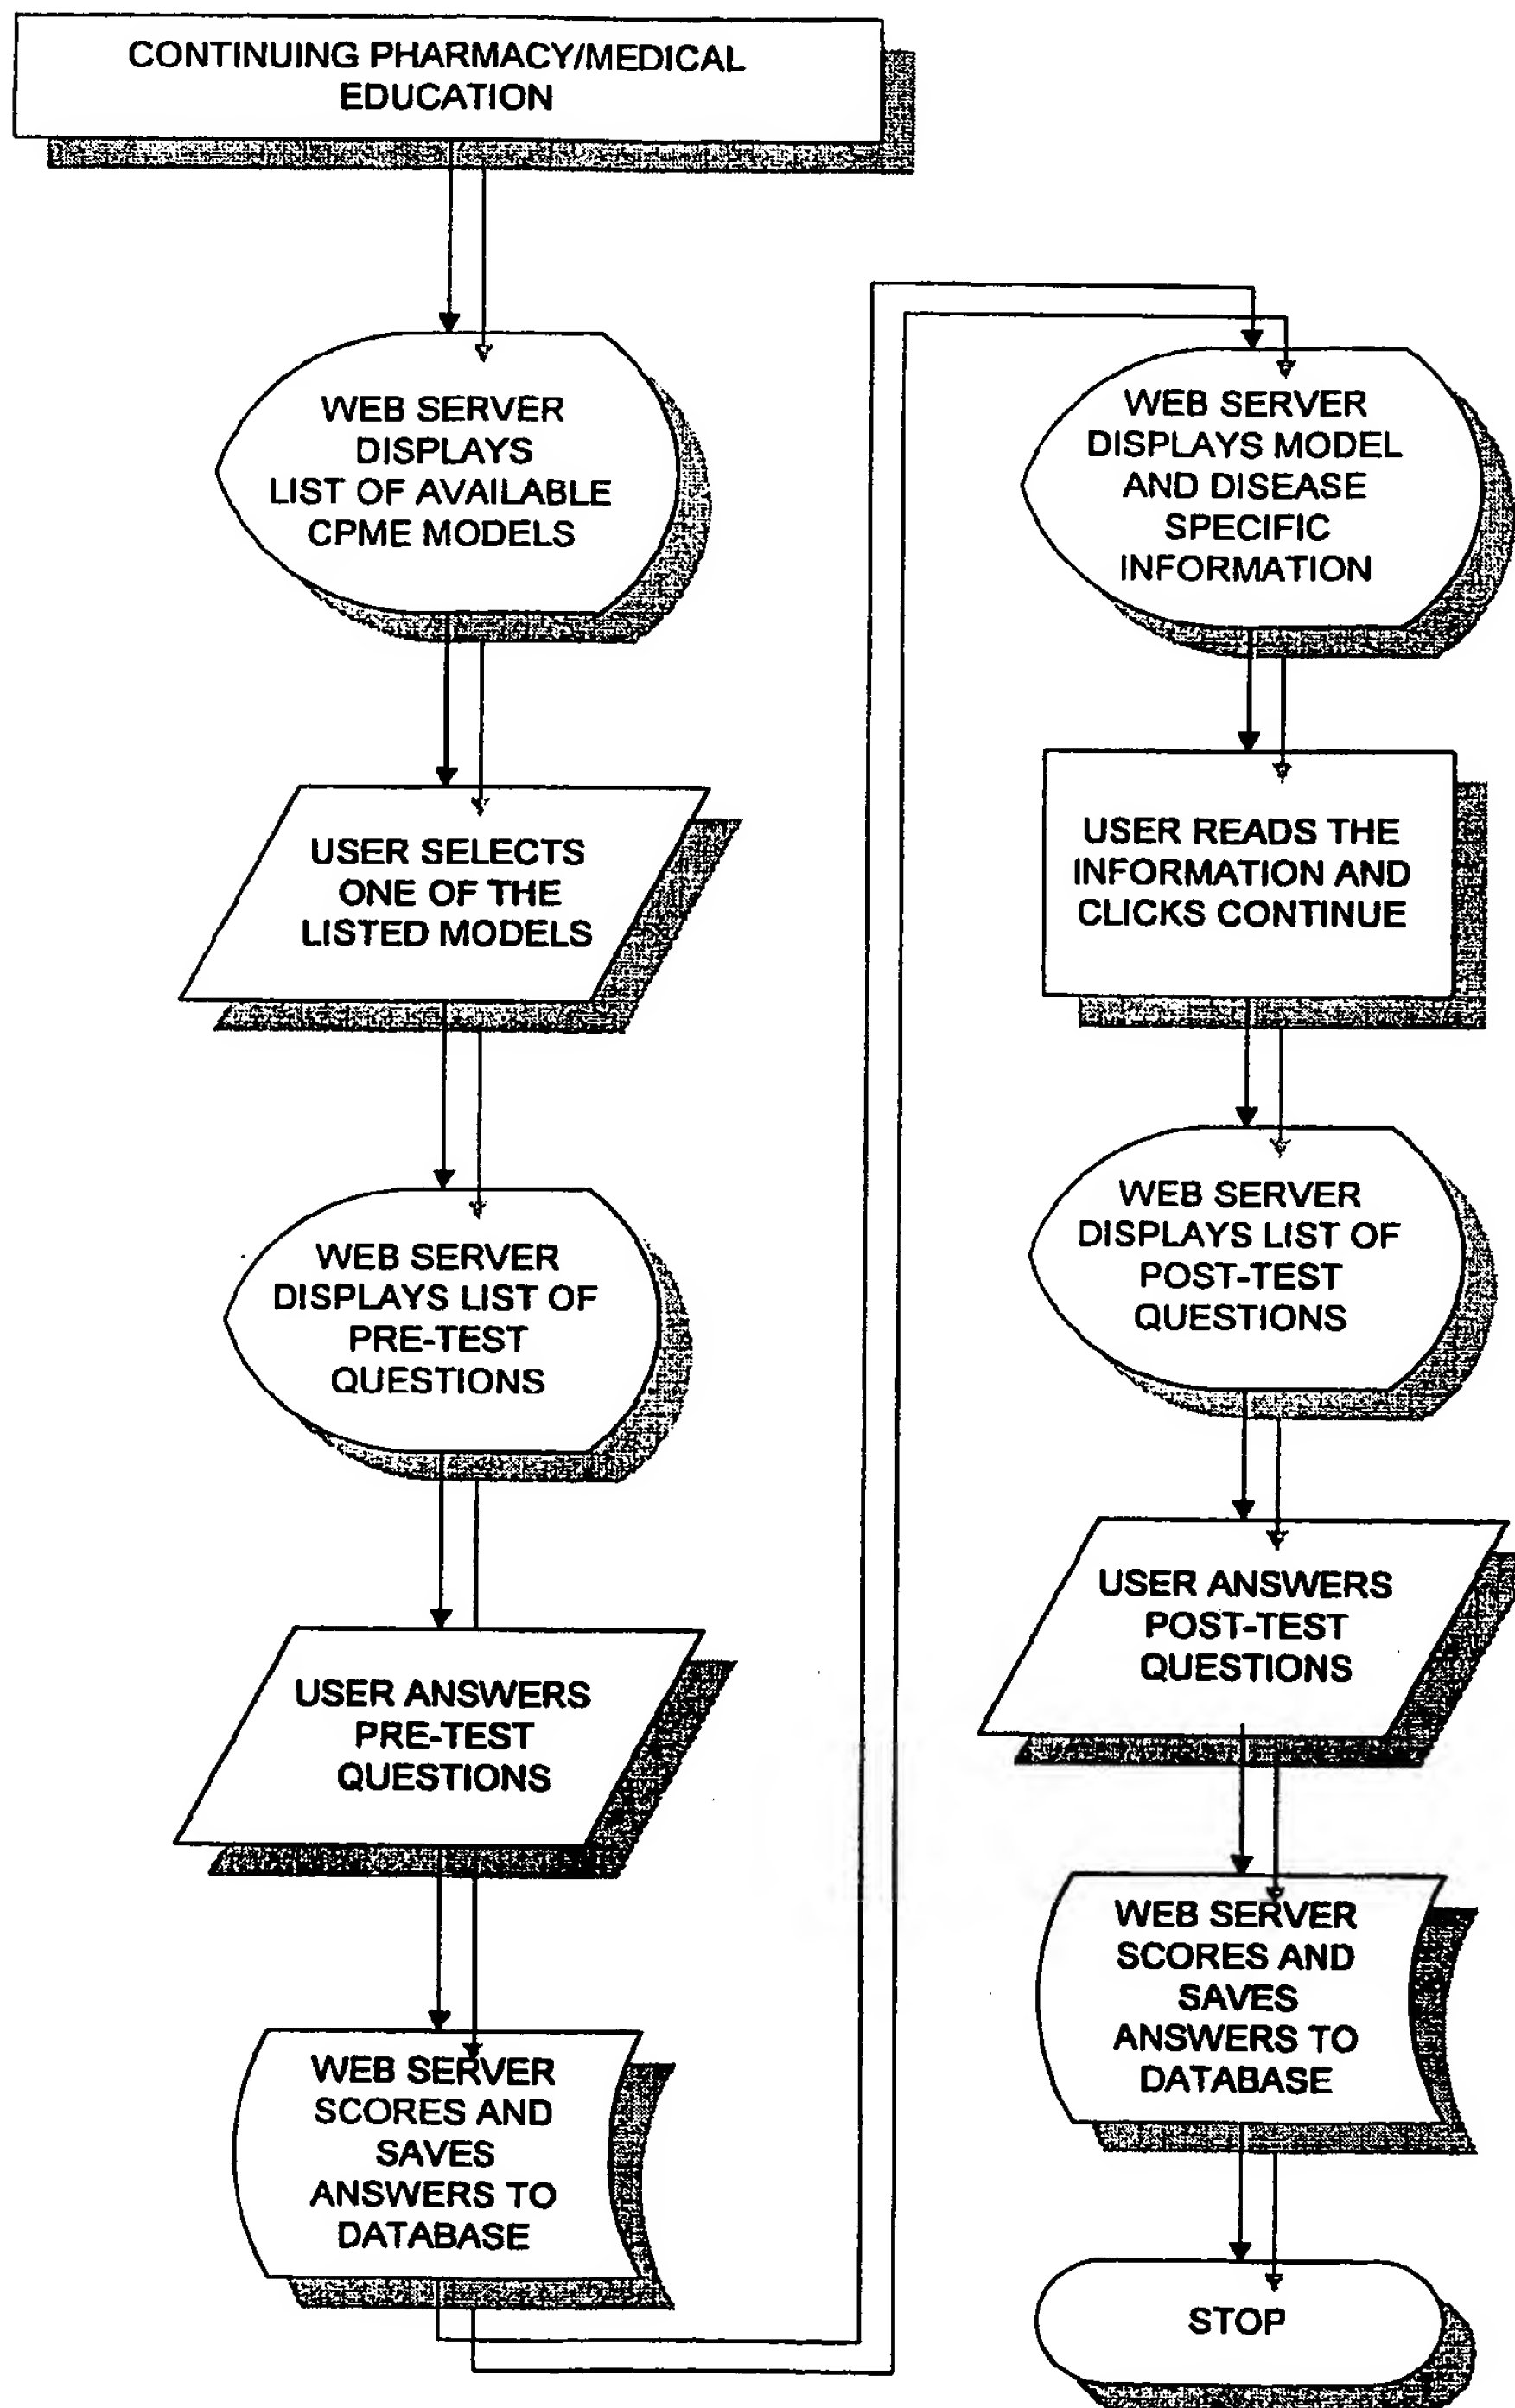 CONTINUING PHARMACY/MEDICAL
EDUCATION
WEB SERVER
DISPLAYS
LIST OF AVAILABLE
CPME MODELS
USER SELECTS
ONE OF THE
LISTED MODELS
WEB SERVER
DISPLAYS LIST OF
PRE-TEST
QUESTIONS
USER ANSWERS
PRE-TEST
QUESTIONS
WEB SERVER
SCORES AND
SAVES
ANSWERS TO
DATABASE
WEB SERVER
DISPLAYS MODEL
AND DISEASE
SPECIFIC
INFORMATION
USER READS THE
INFORMATION AND
CLICKS CONTINUE
WEB SERVER
DISPLAYS LIST OF
POST-TEST
QUESTIONS
USER ANSWERS
POST-TEST
QUESTIONS
WEB SERVER
SCORES AND
SAVES
ANSWERS TO
DATABASE
STOP